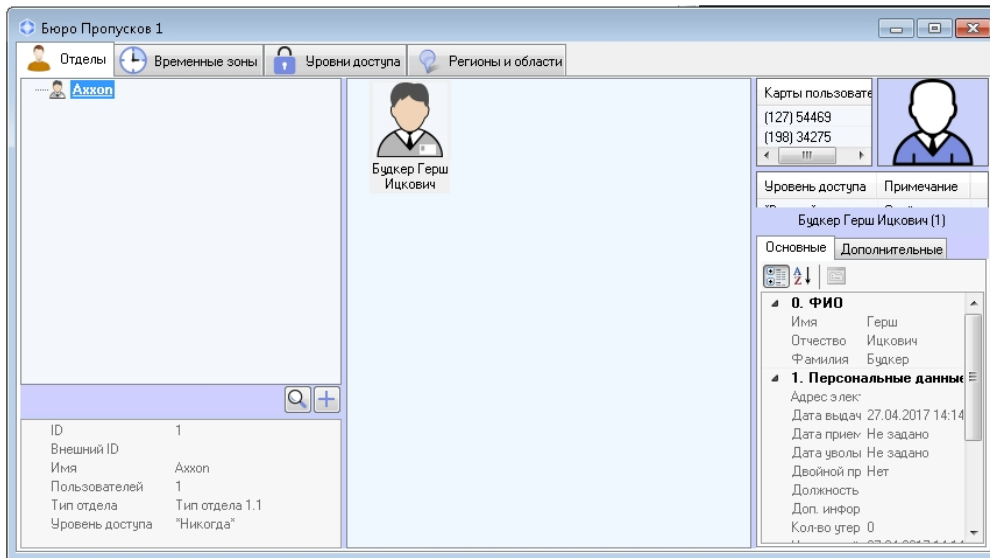 Бюро Пропусков 1
Отделы
Временные зоны
Уровни доступа
Регионы и области
Axxon
Будкер Герш
Ицкович
Карты пользовате
(127) 54469
(198) 34275
Уровень доступа Примечание
Будкер Герш Ицкович (1)
Основные Дополнительные
0. ФИО
Имя Герш
Отчество Ицкович
Фамилия Будкер
1. Персональные данные
Адрес элек
Дата выдач 27.04.2017 14:14
Дата прием Не задано
Дата уволы Не задано
Двойной пр Нет
Должность
Доп. инфор
Кол-во утер 0
ID 1
Внешний ID
Имя Axxon
Пользователей 1
Тип отдела Тип отдела 1.1
Уровень доступа "Никогда"